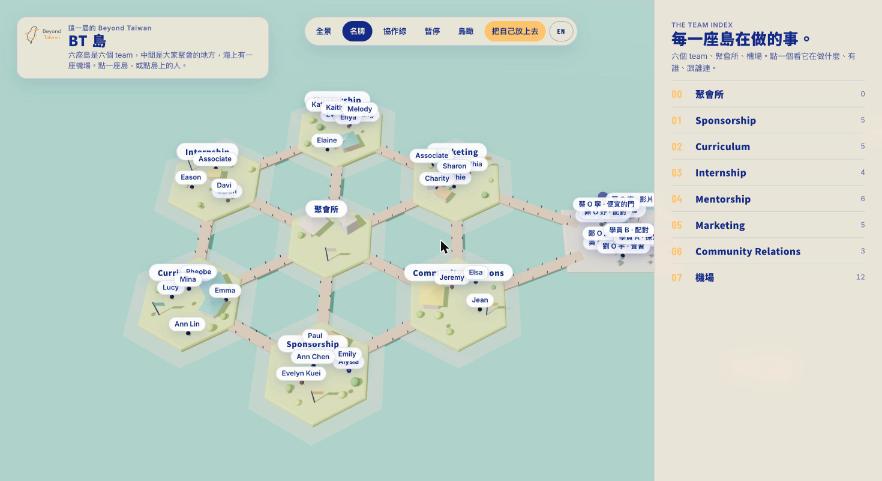 Beyond
Taiwan
這一屆的 Beyond Taiwan
BT 島
六座島是六個 team，中間是大家聚會的地方，海上有一
座機場。點一座島，或點島上的人。
全景
名牌
協作線
暫停
鳥瞰
把自己放上去
EN
THE TEAM INDEX
每一座島在做的事。
六個 team、聚會所、機場。點一個看它在做什麼、有
誰、跟誰連。
00 聚會所 0
01 Sponsorship 5
02 Curriculum 5
03 Internship 4
04 Mentorship 6
05 Marketing 5
06 Community Relations 3
07 機場 12
Melody
Elaine
Associate
Eason
Davi
Associate
Sharon
Charity
聚會所
Phoebe
Mina
Lucy
Emma
Ann Lin
Elsa
Jeremy
Jean
Paul
Sponsorship
Ann Chen
Emily
Evelyn Kuei
學員 B · 配對